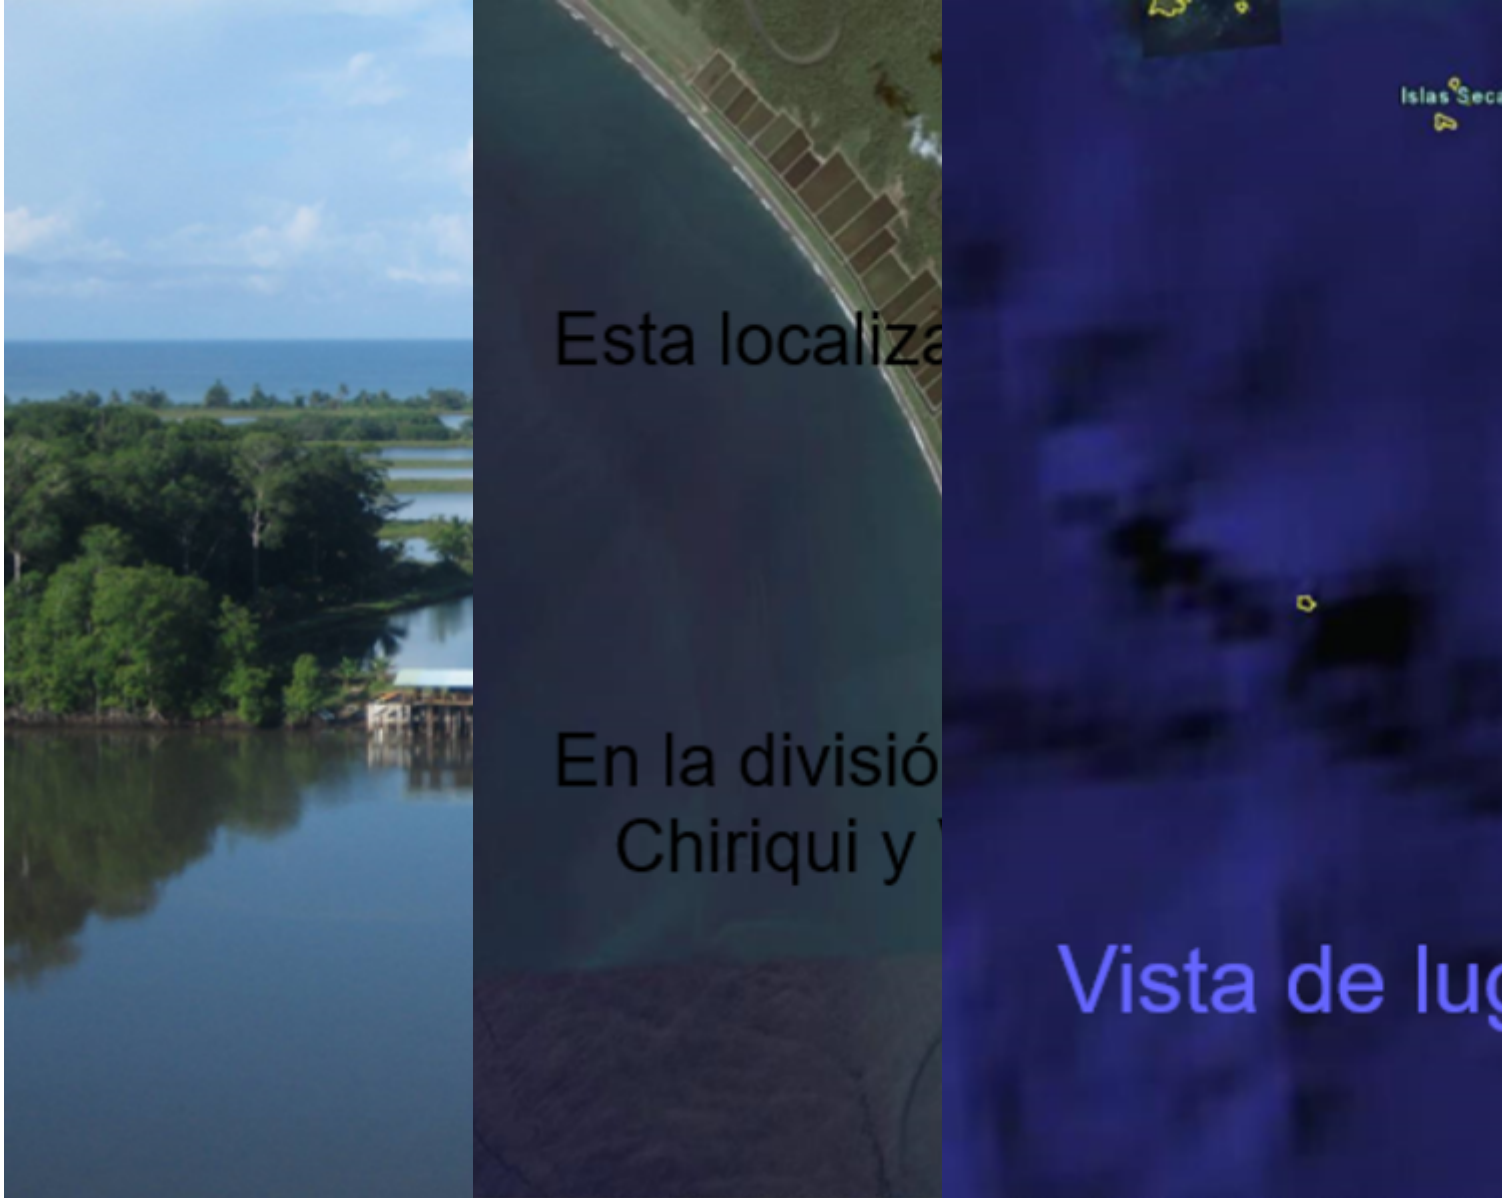 Islas Seca
Esta localiza
En la divisió
Chiriqui y
Vista de lug